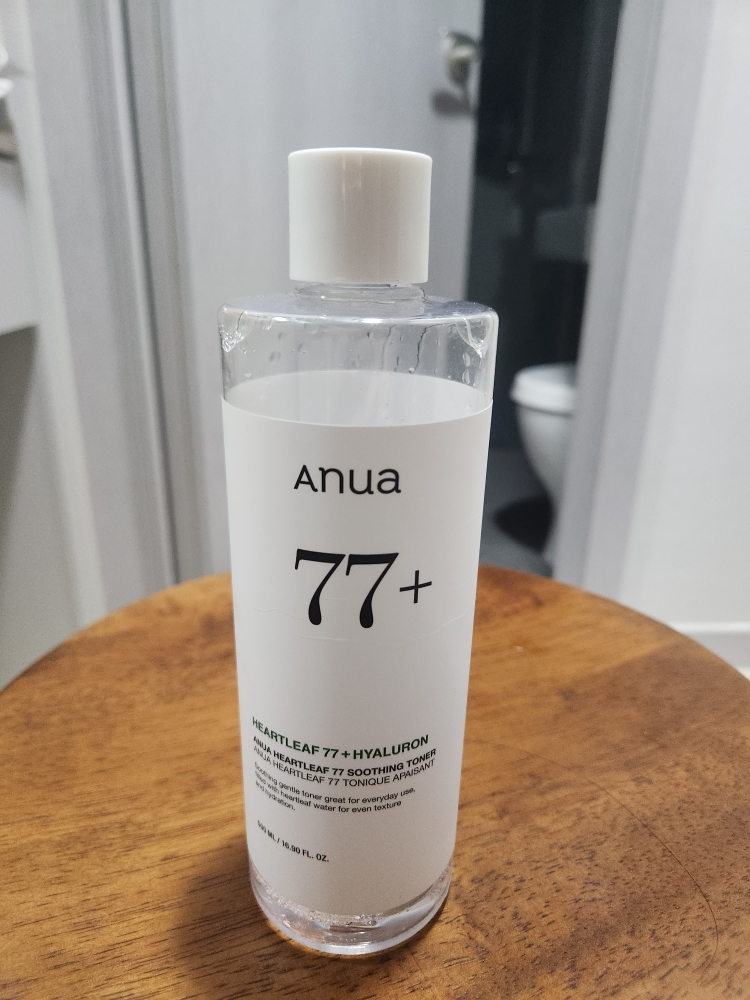 Anua
77+
HEARTLEAF 77 + HYALURON
ANUA HEARTLEAF 77 SOOTHING TONER
ANUA HEARTLEAF 77 TONIQUE APAISANT
Soothing gentle toner great for everyday use,
filled with heartleaf water for even texture
and hydration.
500 ML / 16.90 FL. OZ.